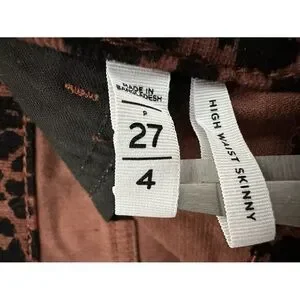 MADE IN
BANGLADESH
P
27
4
HIGH WAIST SKINNY